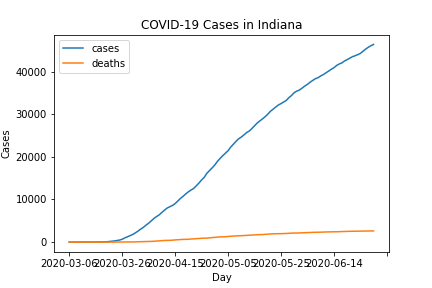 COVID-19 Cases in Indiana
cases
deaths
40000
30000
20000
10000
0
Cases
2020-03-06 2020-03-26 2020-04-15 2020-05-05 2020-05-25 2020-06-14
Day